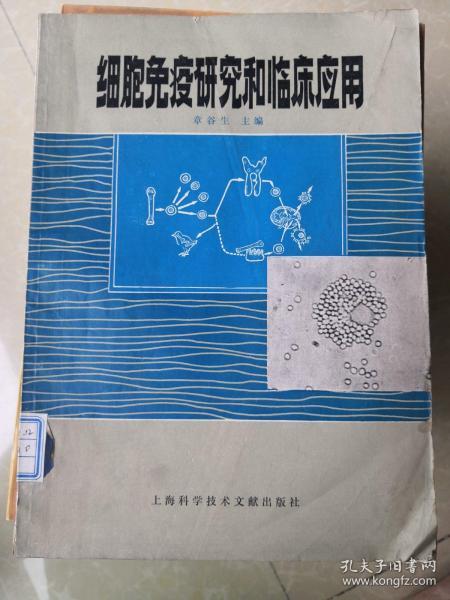 细胞免疫研究和临床应用
章谷生 主编
上海科学技术文献出版社
孔夫子旧书网
www.kongfz.com